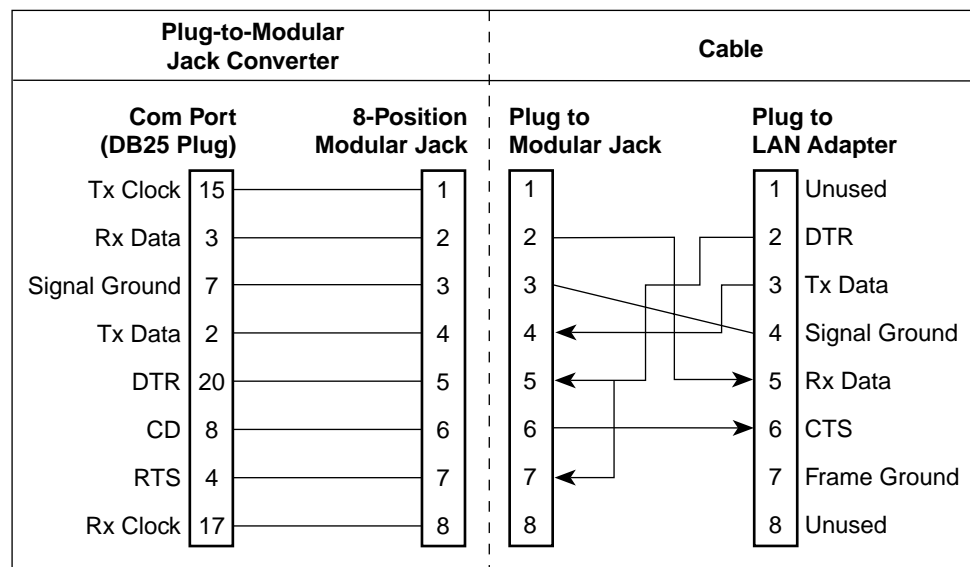 Plug-to-Modular
Jack Converter
Cable
Com Port
(DB25 Plug)
8-Position
Modular Jack
Plug to
Modular Jack
Plug to
LAN Adapter
Tx Clock 15 1 1 1 Unused
Rx Data 3 2 2 2 DTR
Signal Ground 7 3 3 3 Tx Data
Tx Data 2 4 4 4 Signal Ground
DTR 20 5 5 5 Rx Data
CD 8 6 6 6 CTS
RTS 4 7 7 7 Frame Ground
Rx Clock 17 8 8 8 Unused